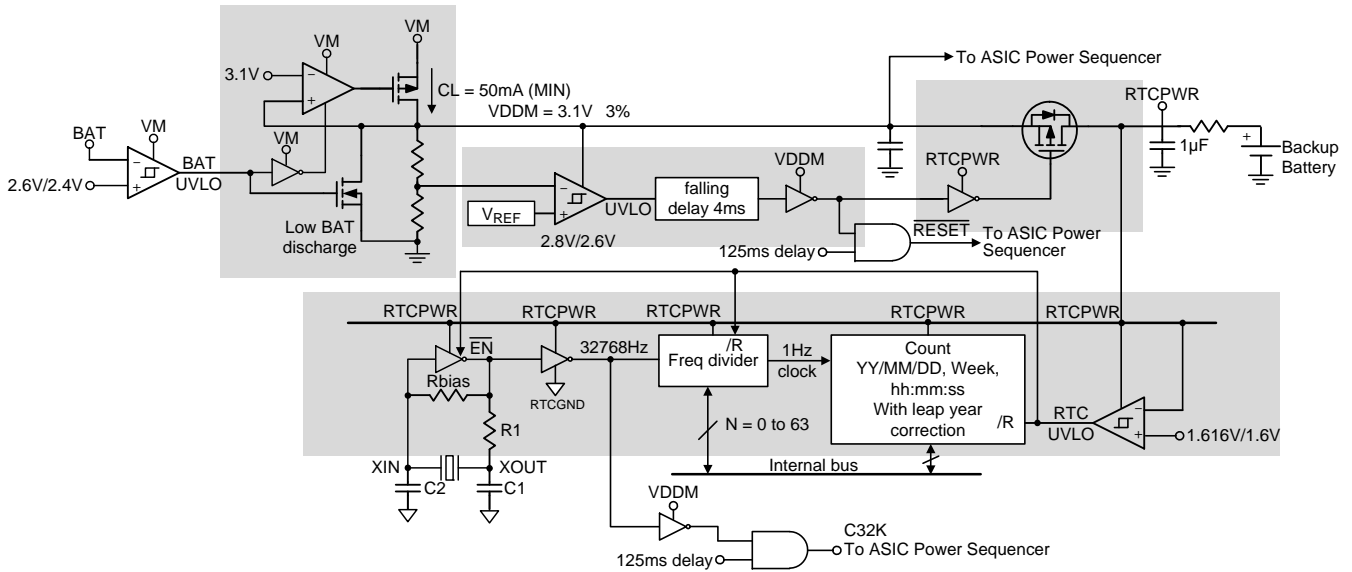 VM
VM
3.1V
−
+
CL = 50mA (MIN)
VDDM = 3.1V 3%
To ASIC Power Sequencer
RTCPWR
1µF
+
Backup
Battery
BAT
VM
−
+
2.6V/2.4V
BAT
UVLO
VM
Low BAT
discharge
VREF
−
+
UVLO
2.8V/2.6V
falling
delay 4ms
VDDM
RTCPWR
125ms delay
RESET
To ASIC Power
Sequencer
RTCPWR
RTCPWR
RTCPWR
RTCPWR
RTCPWR
EN
Rbias
R1
RTCGND
32768Hz
/R
Freq divider
1Hz
clock
Count
YY/MM/DD, Week,
hh:mm:ss
With leap year
correction
/R
RTC
UVLO
−
+
1.616V/1.6V
N = 0 to 63
Internal bus
XIN
XOUT
C2
C1
VDDM
125ms delay
C32K
To ASIC Power Sequencer